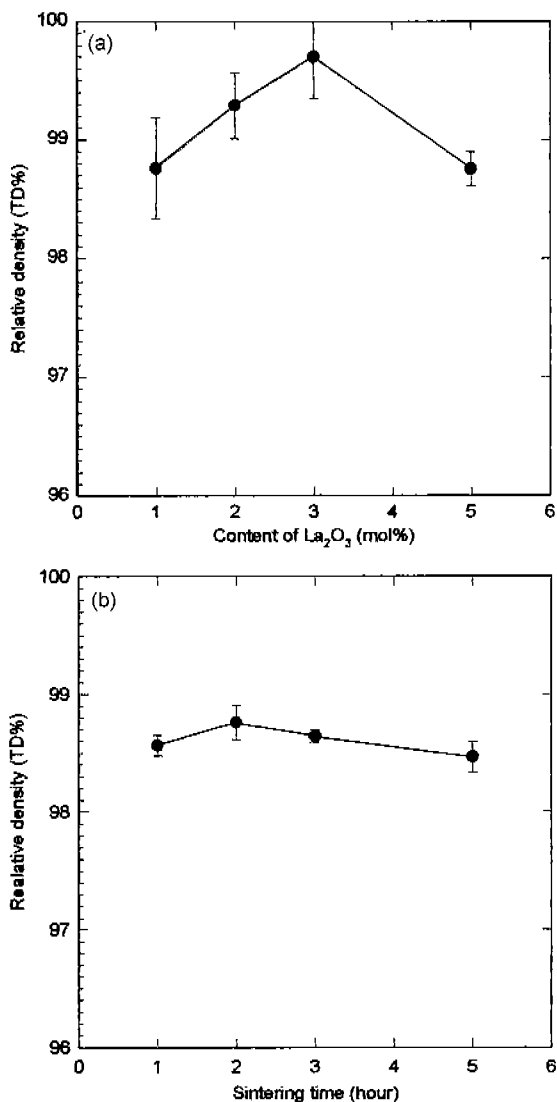 (a)
100
99
98
97
96
Relative density (TD%)
0 1 2 3 4 5 6
Content of La₂O₃ (mol%)
(b)
100
99
98
97
96
Realative density (TD%)
0 1 2 3 4 5 6
Sintering time (hour)